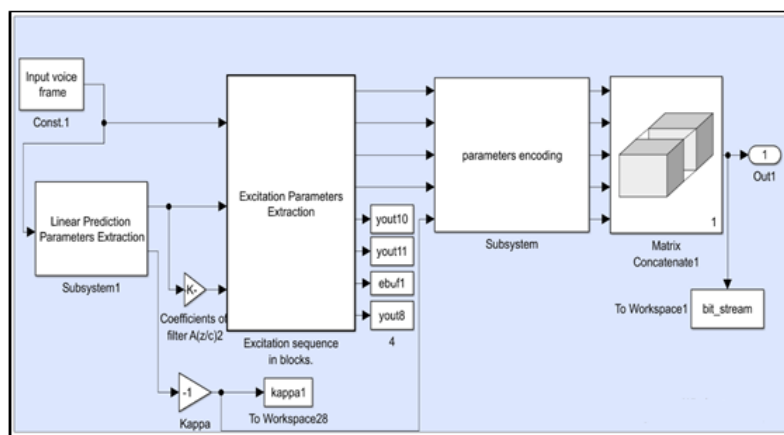 Input voice
frame
Const.1
Linear Prediction
Parameters Extraction
Subsystem1
K-
Coefficients of
filter A(z/c)2
-1
Kappa
kappa1
To Workspace28
Excitation Parameters
Extraction
Excitation sequence
in blocks.
yout10
yout11
ebuf1
yout8
4
parameters encoding
Subsystem
1
Matrix
Concatenate1
1
Out1
To Workspace1
bit_stream